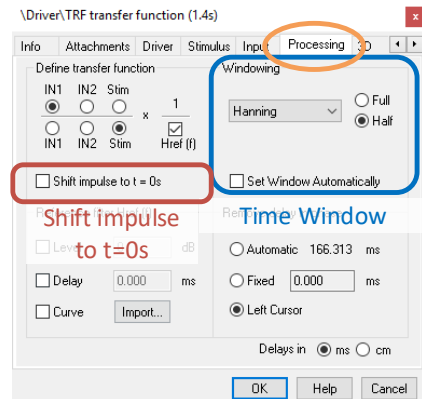 \Driver\TRF transfer function (1.4s)
x
Info Attachments Driver Stimulus Input Processing 3D
Define transfer function
Windowing
IN1 IN2 Stim
x 1
IN1 IN2 Stim Href (f)
Hanning
Full
Half
Shift impulse to t = 0s
Set Window Automatically
Shift impulse
to t=0s
Time Window
dB
Automatic 166.313 ms
Delay 0.000 ms
Fixed 0.000 ms
Curve Import...
Left Cursor
Delays in ms cm
OK Help Cancel